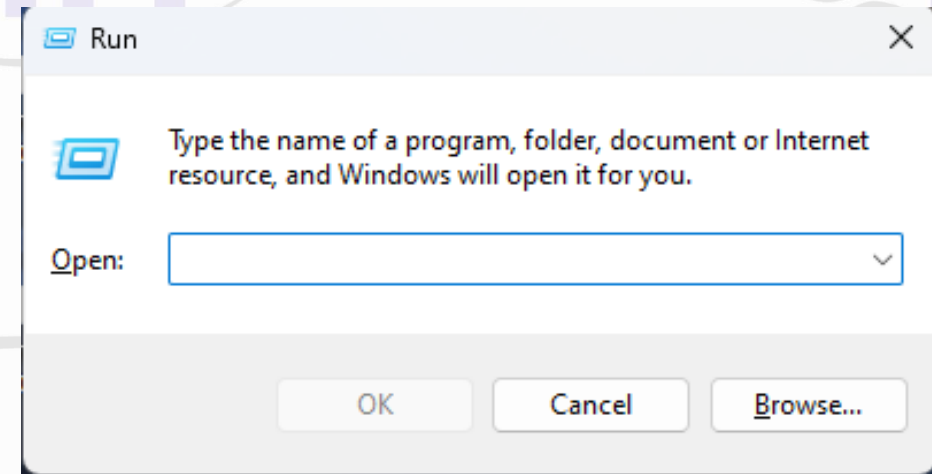 Run
Type the name of a program, folder, document or Internet
resource, and Windows will open it for you.
Open:
OK
Cancel
Browse...